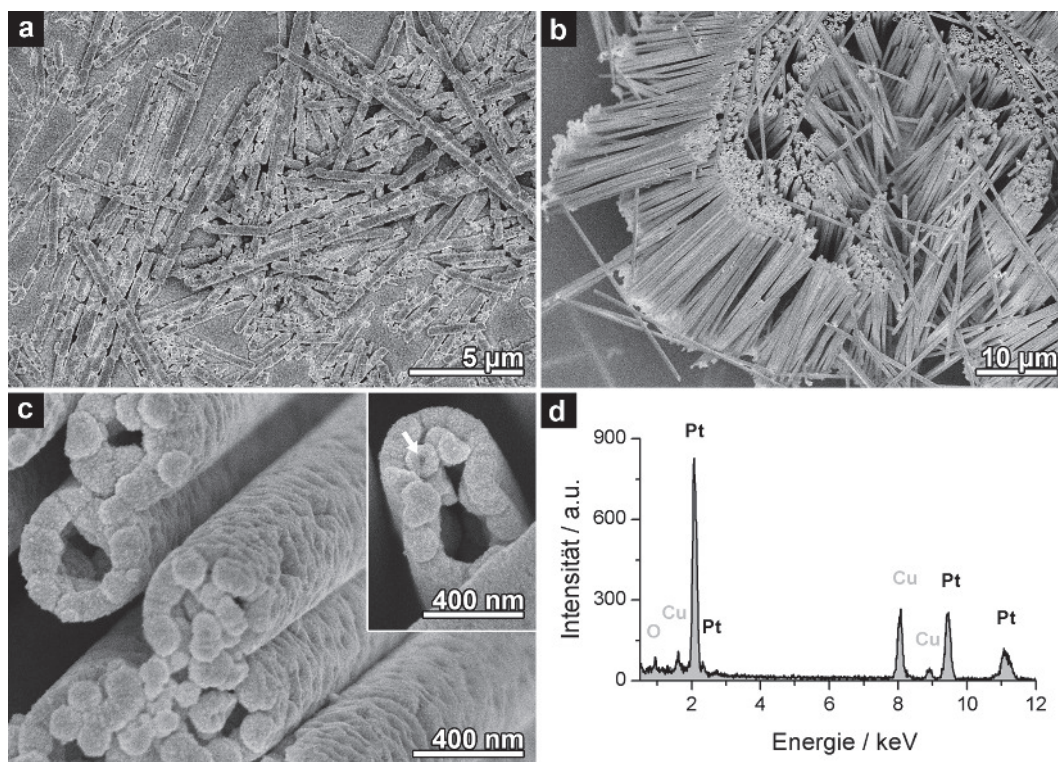 a
5 µm
b
10 µm
c
400 nm
400 nm
d
Intensität / a.u.
900
600
300
0
Pt
O
Cu
Pt
Cu
Cu
Pt
Pt
2
4
6
8
10
12
Energie / keV